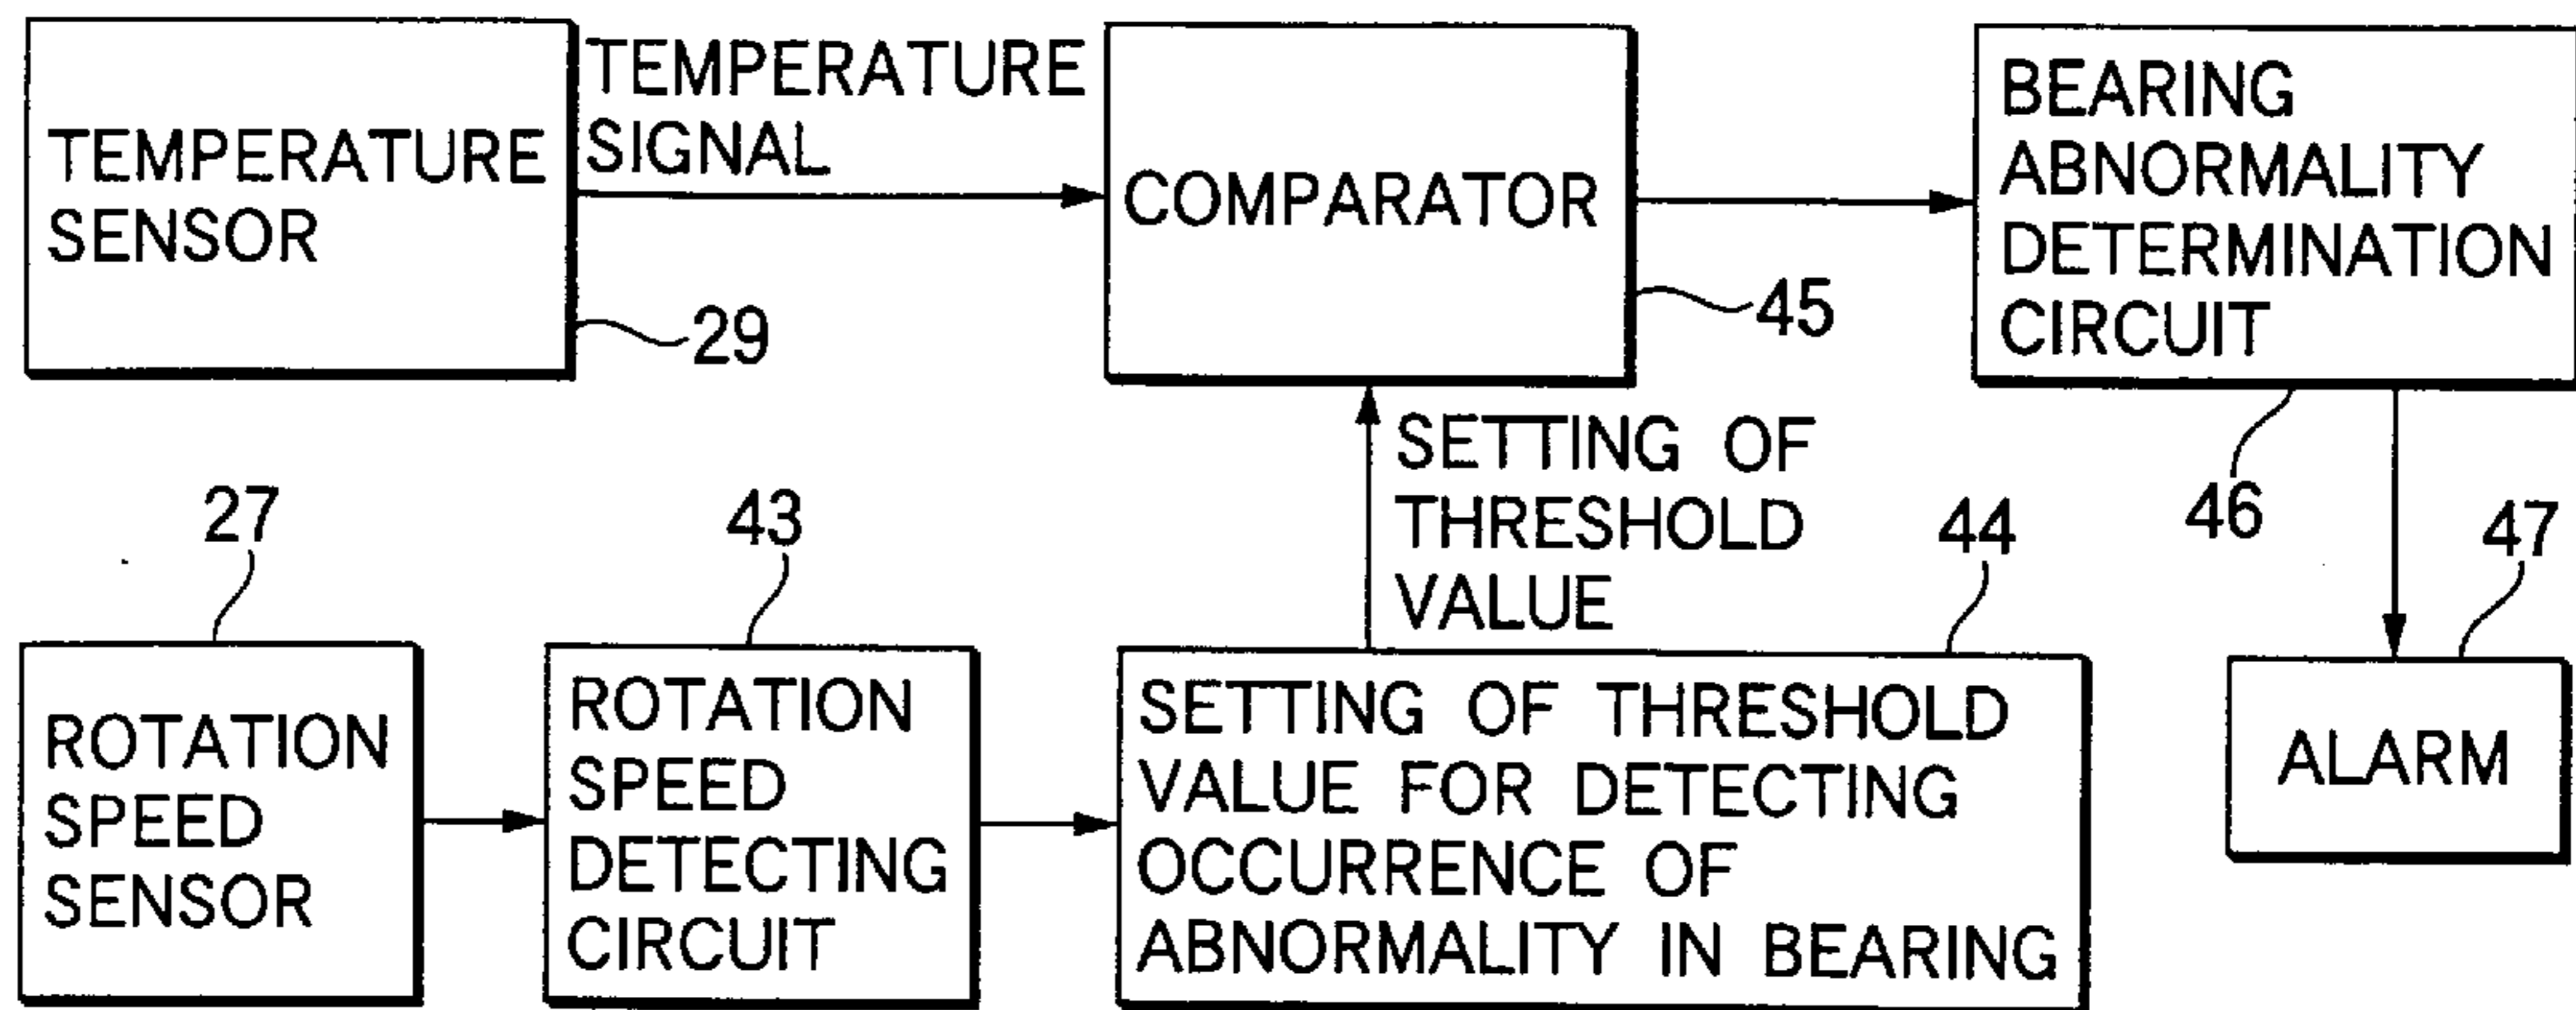 TEMPERATURE
SENSOR
29
TEMPERATURE
SIGNAL
COMPARATOR
45
BEARING
ABNORMALITY
DETERMINATION
CIRCUIT
46
SETTING OF
THRESHOLD
VALUE
27
ROTATION
SPEED
SENSOR
43
ROTATION
SPEED
DETECTING
CIRCUIT
44
SETTING OF THRESHOLD
VALUE FOR DETECTING
OCCURRENCE OF
ABNORMALITY IN BEARING
47
ALARM